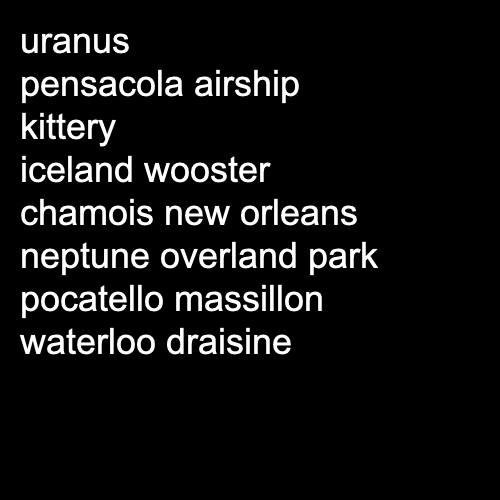 uranus
pensacola airship
kittery
iceland wooster
chamois new orleans
neptune overland park
pocatello massillon
waterloo draisine